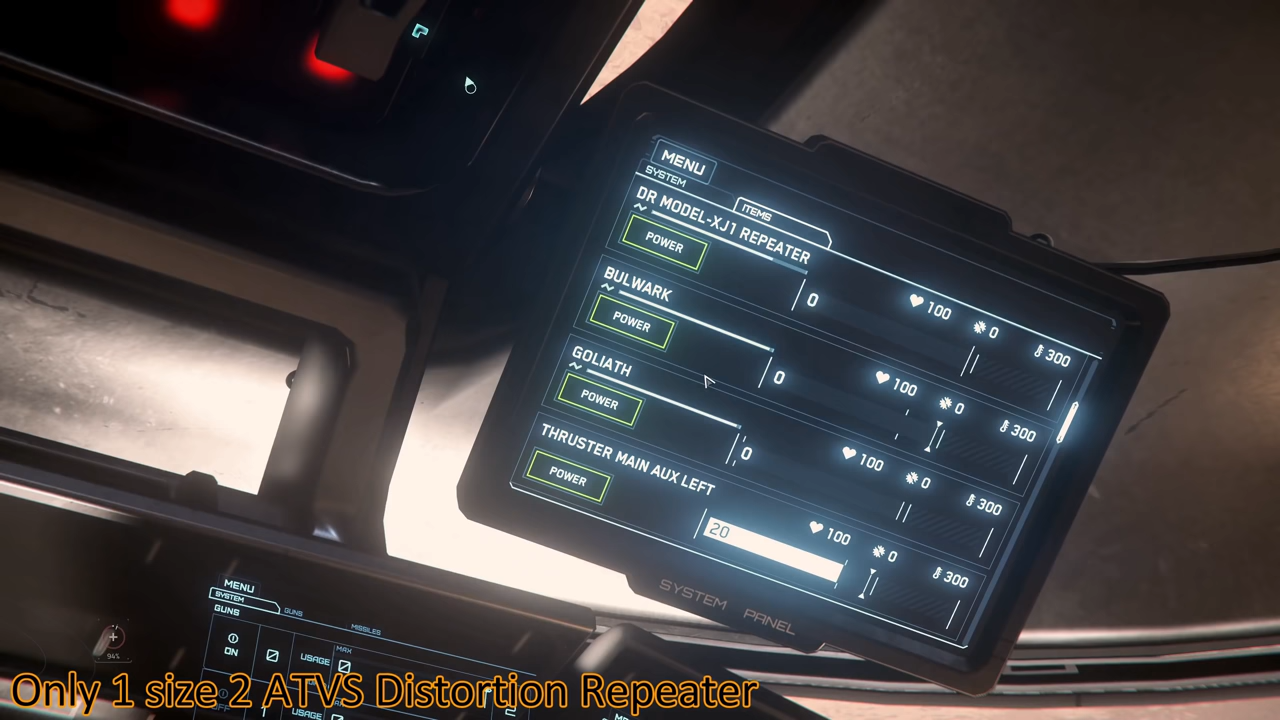 MENU
SYSTEM
ITEMS
DR MODEL-XJ1 REPEATER
POWER
0
100
0
300
BULWARK
POWER
0
100
0
300
GOLIATH
POWER
0
100
0
300
THRUSTER MAIN AUX LEFT
POWER
20
100
0
300
SYSTEM PANEL
MENU
SYSTEM
GUNS
MISSILES
GUNS
ON
USAGE
MAX
94%
USAGE
Only 1 size 2 ATVS Distortion Repeater